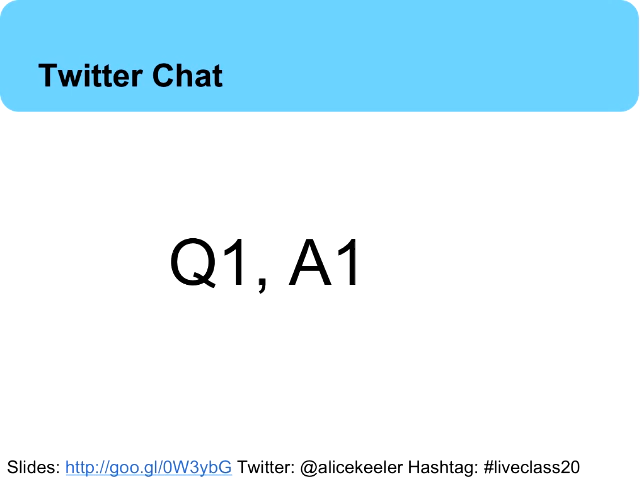 Twitter Chat
Q1, A1
Slides: http://goo.gl/0W3ybG Twitter: @alicekeeler Hashtag: #liveclass20